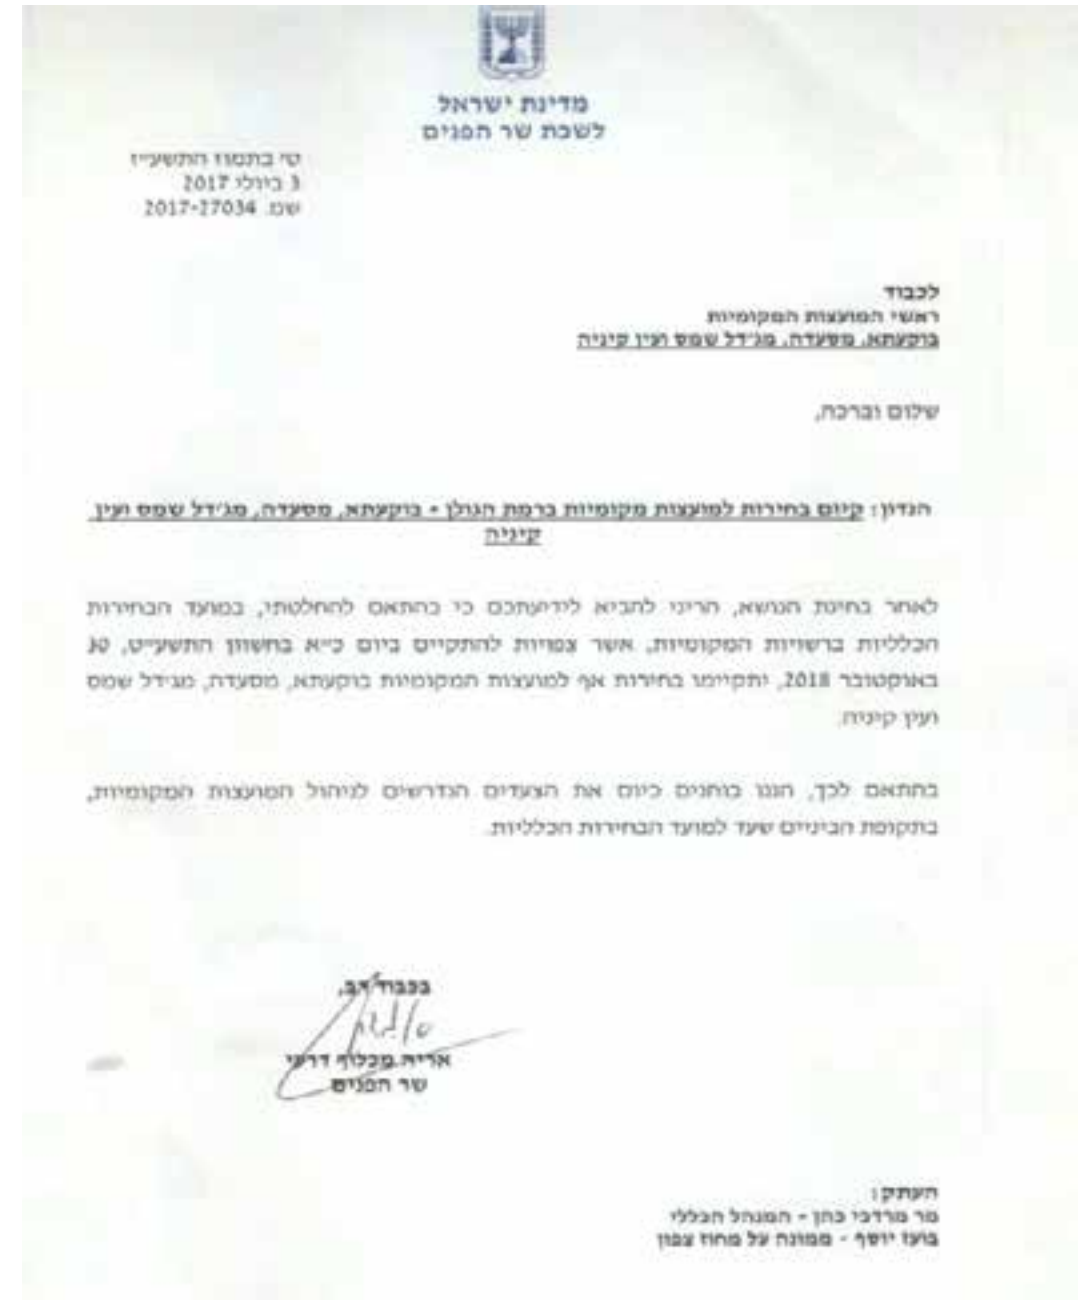 מדינת ישראל
לשכת שר הפנים
ט׳ בתמוז התשע״ז
3 ביולי 2017
שמ. 2017-27034
לכבוד
ראשי המועצות המקומיות
בוקעתא, מסעדה, מג׳דל שמס ועין קיניה
שלום וברכה,
הנדון: קיום בחירות למועצות מקומיות ברמת הגולן - בוקעתא, מסעדה, מג׳דל שמס ועין
קיניה
לאחר בחינת הנושא, הריני להביא לידיעתכם כי בהתאם להחלטתי, במועד הבחירות
הכלליות ברשויות המקומיות, אשר צפויות להתקיים ביום כ״א בחשוון התשע״ט, 30
באוקטובר 2018, יתקיימו בחירות אף למועצות המקומיות בוקעתא, מסעדה, מג׳דל שמס
ועין קיניה.
בהתאם לכך, הננו בוחנים כיום את הצעדים הנדרשים לניהול המועצות המקומיות,
בתקופת הביניים שעד למועד הבחירות הכלליות.
בכבוד רב,
אריה מכלוף דרעי
שר הפנים
העתק:
מר מרדכי כהן - המנהל הכללי
בועז יוסף - ממונה על מחוז צפון